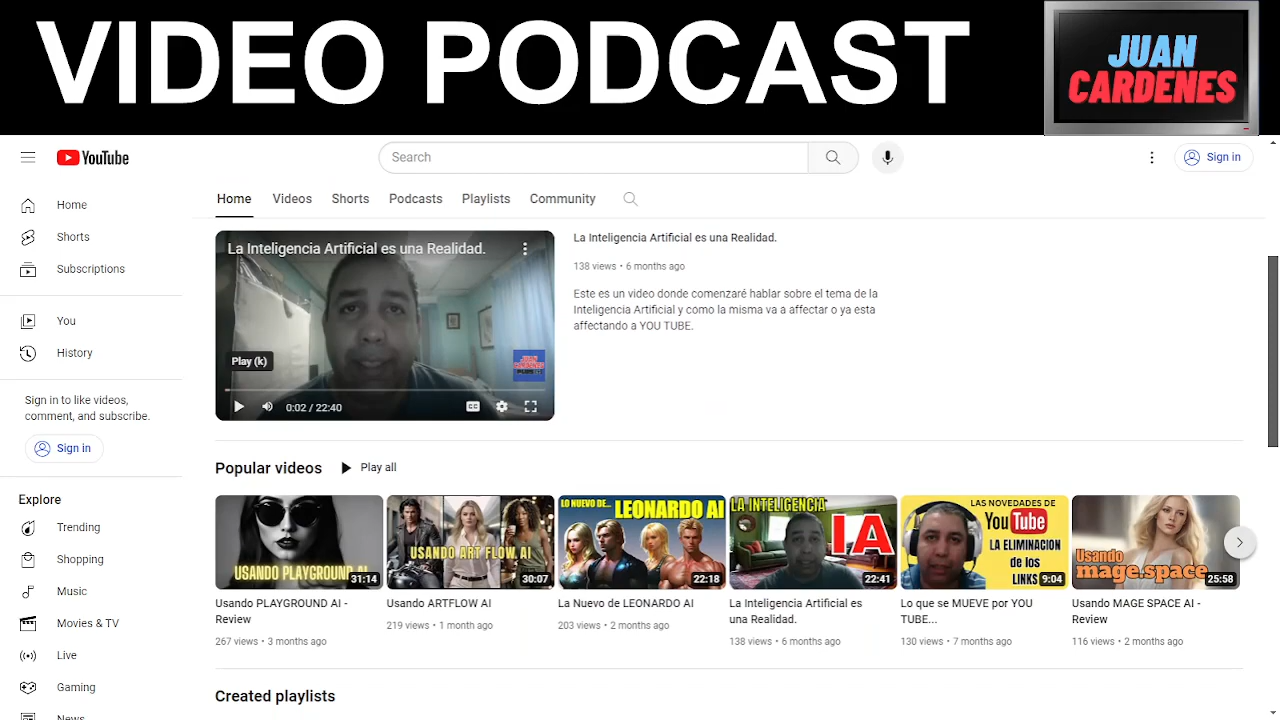 VIDEO PODCAST
JUAN
CARDENES
YouTube
Search
Sign in
Home
Shorts
Subscriptions
You
History
Sign in to like videos,
comment, and subscribe.
Sign in
Explore
Trending
Shopping
Music
Movies & TV
Live
Gaming
News
Home Videos Shorts Podcasts Playlists Community
La Inteligencia Artificial es una Realidad.
Play (k)
JUAN
CARDENES
0:02 / 22:40
La Inteligencia Artificial es una Realidad.
138 views • 6 months ago
Este es un video donde comenzaré hablar sobre el tema de la
Inteligencia Artificial y como la misma va a affectar o ya esta
affectando a YOU TUBE.
Popular videos
Play all
USANDO PLAYGROUND AI
31:14
Usando PLAYGROUND AI -
Review
267 views • 3 months ago
USANDO ART FLOW AI
30:07
Usando ARTFLOW AI
219 views • 1 month ago
LO NUEVO DE...
LEONARDO AI
22:18
La Nuevo de LEONARDO AI
203 views • 2 months ago
LA INTELIGENCIA
IA
22:41
La Inteligencia Artificial es
una Realidad.
138 views • 6 months ago
LAS NOVEDADES DE
YouTube
LA ELIMINACION
de los
LINKS
9:04
Lo que se MUEVE por YOU
TUBE...
130 views • 7 months ago
Usando
mage.space
25:58
Usando MAGE SPACE AI -
Review
116 views • 2 months ago
Created playlists